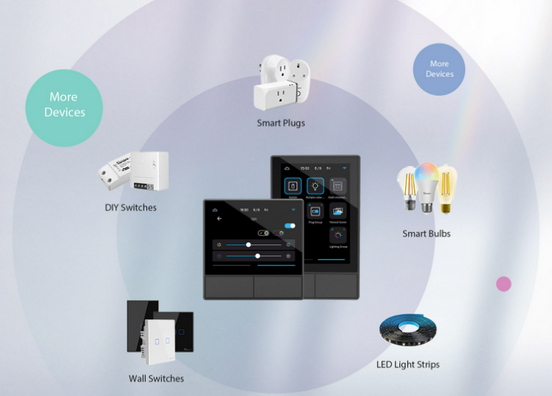 More
Devices
More
Devices
Smart Plugs
DIY Switches
Smart Bulbs
Wall Switches
LED Light Strips